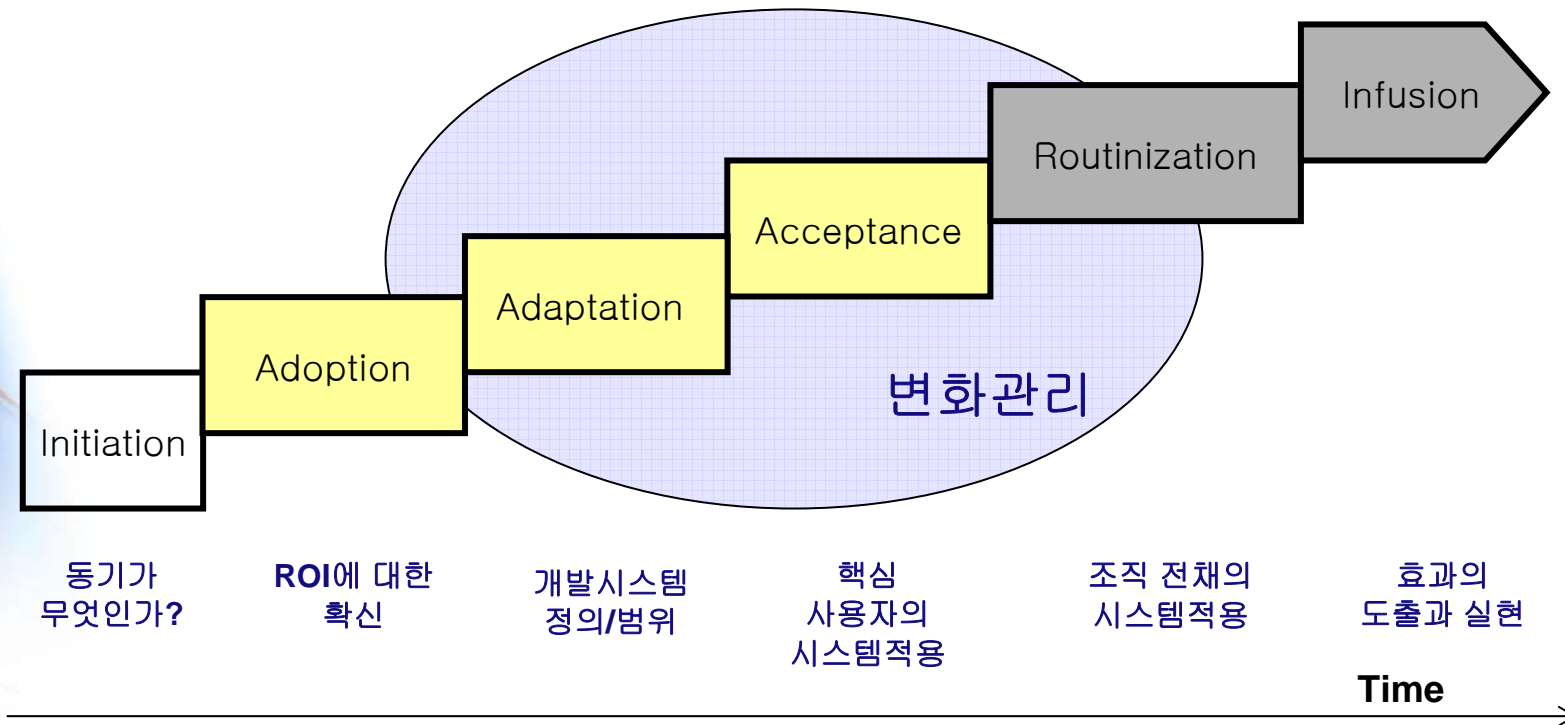 Infusion
Routinization
Acceptance
Adaptation
Adoption
Initiation
변화관리
동기가
무엇인가?
ROI에 대한
확신
개발시스템
정의/범위
핵심
사용자의
시스템적용
조직 전채의
시스템적용
효과의
도출과 실현
Time